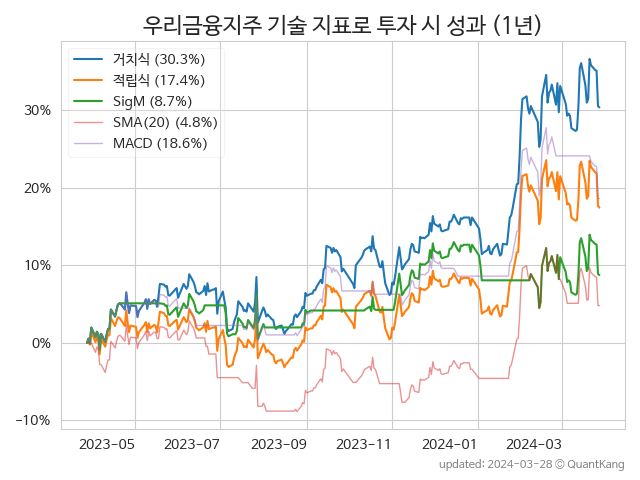 우리금융지주 기술 지표로 투자 시 성과 (1년)
거치식 (30.3%)
적립식 (17.4%)
SigM (8.7%)
SMA(20) (4.8%)
MACD (18.6%)
30%
20%
10%
0%
−10%
2023-05 2023-07 2023-09 2023-11 2024-01 2024-03
updated: 2024-03-28 © QuantKang